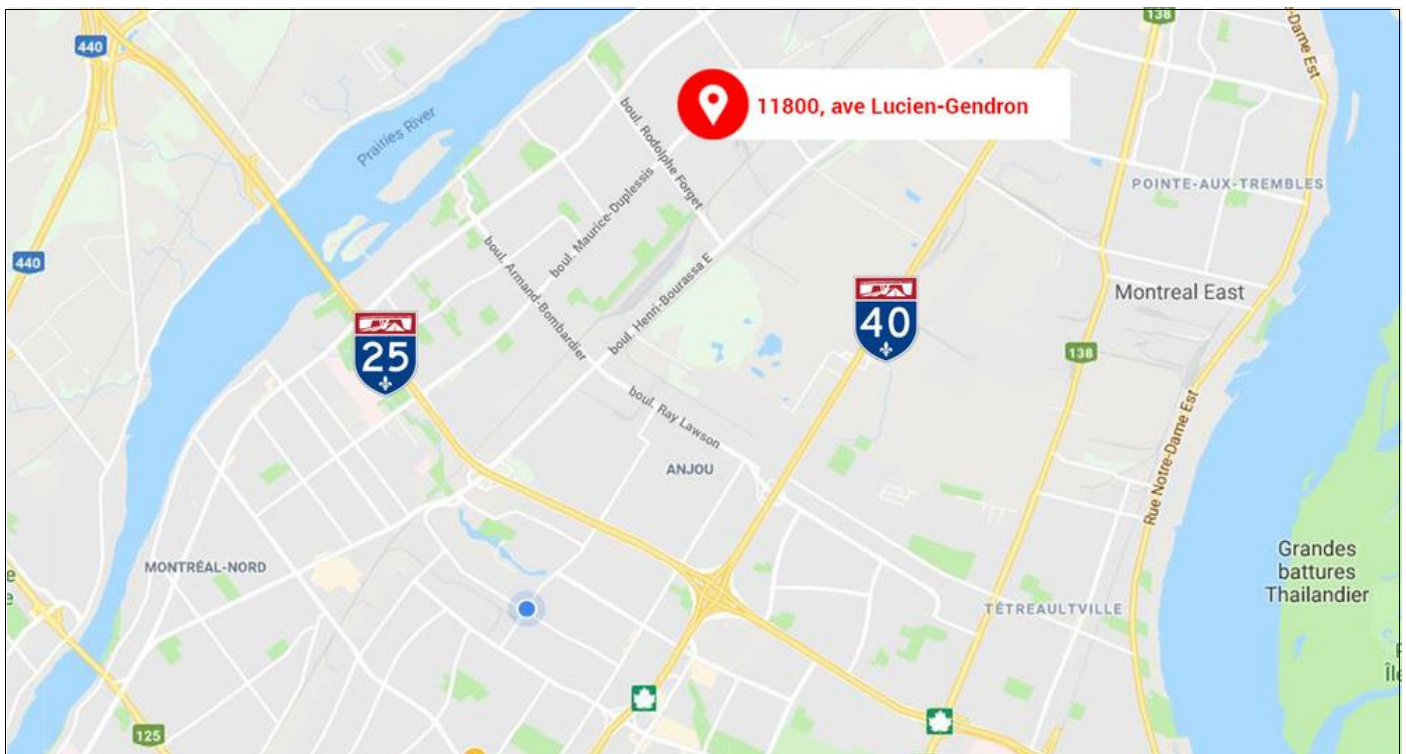 138
440
Dame Est
Praities River
boul. Rodolphe Forget
11800, ave Lucien-Gendron
boul. Maurice-Duplessis
POINTE-AUX-TREMBLES
440
boul. Armand-Bombardier
boul. Henri-Bourassa E
Montreal East
25
40
138
boul. Ray Lawson
ANJOU
Rue Notre-Dame Est
MONTRÉAL-NORD
Grandes
battures
Thailandier
TÉTREAULTVILLE
125